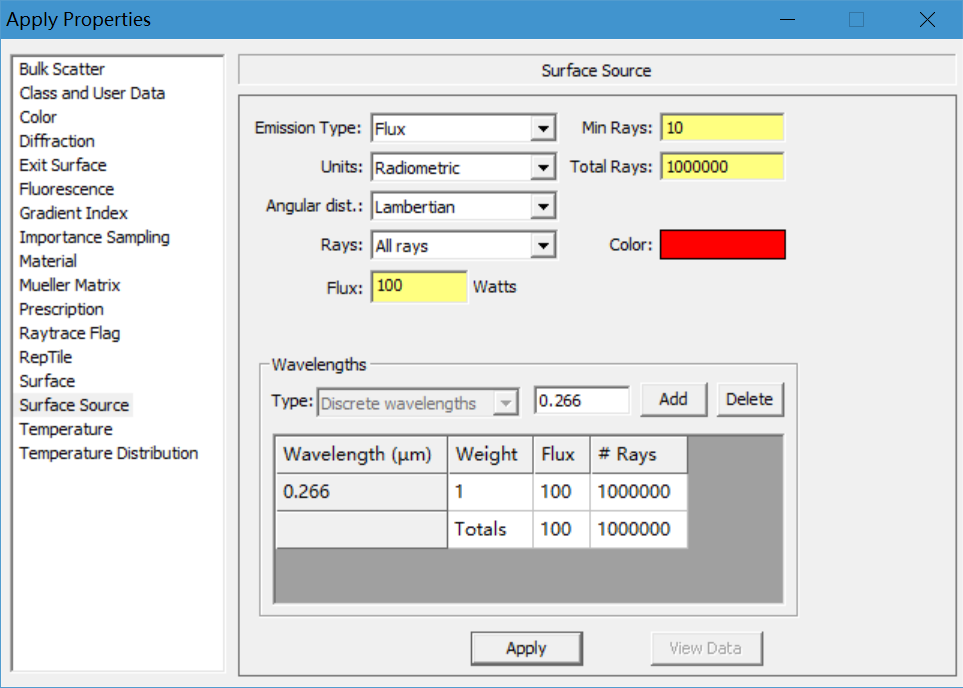 Apply Properties
Bulk Scatter
Class and User Data
Color
Diffraction
Exit Surface
Fluorescence
Gradient Index
Importance Sampling
Material
Mueller Matrix
Prescription
Raytrace Flag
RepTile
Surface
Surface Source
Temperature
Temperature Distribution
Surface Source
Emission Type: Flux Min Rays: 10
Units: Radiometric Total Rays: 1000000
Angular dist.: Lambertian
Rays: All rays Color:
Flux: 100 Watts
Wavelengths
Type: Discrete wavelengths 0.266 Add Delete
Wavelength (μm) Weight Flux # Rays
0.266 1 100 1000000
Totals 100 1000000
Apply View Data